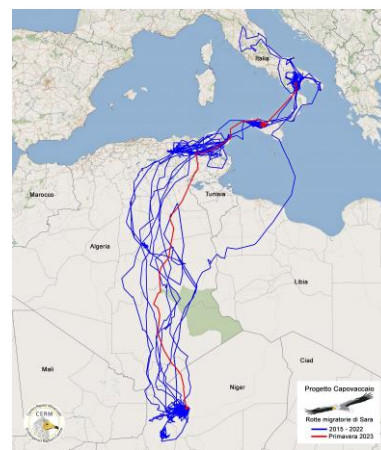 Italia
Tunisia
Marocco
Algeria
Libia
Mali
Niger
Ciad
CERM
Progetto Capovaccaio
Rotte migratorie di Sara
2015 - 2022
Primavera 2023